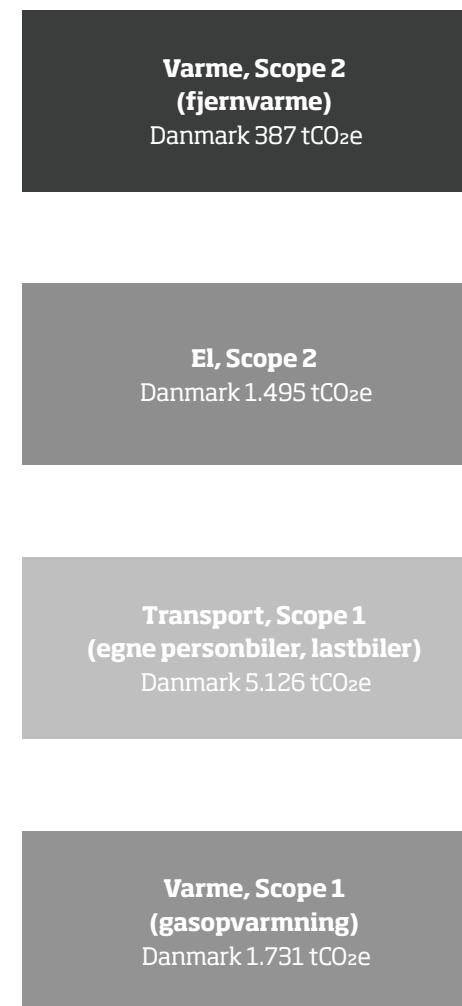 Varme, Scope 2
(fjernvarme)
Danmark 387 tCO₂e
El, Scope 2
Danmark 1.495 tCO₂e
Transport, Scope 1
(egne personbiler, lastbiler)
Danmark 5.126 tCO₂e
Varme, Scope 1
(gasopvarmning)
Danmark 1.731 tCO₂e